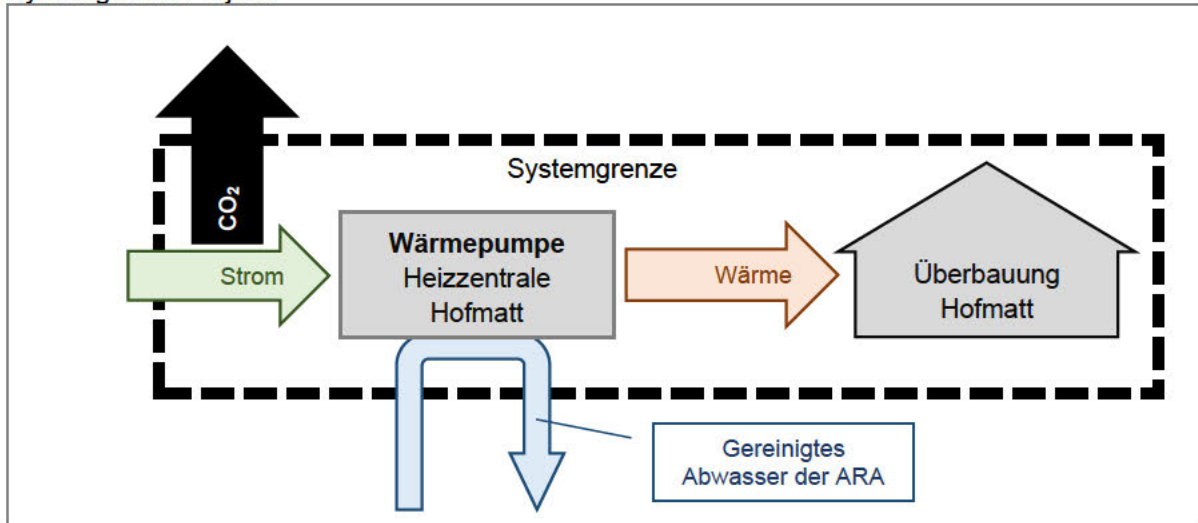 CO₂
Systemgrenze
Strom
Wärmepumpe
Heizzentrale
Hofmatt
Wärme
Überbauung
Hofmatt
Gereinigtes
Abwasser der ARA